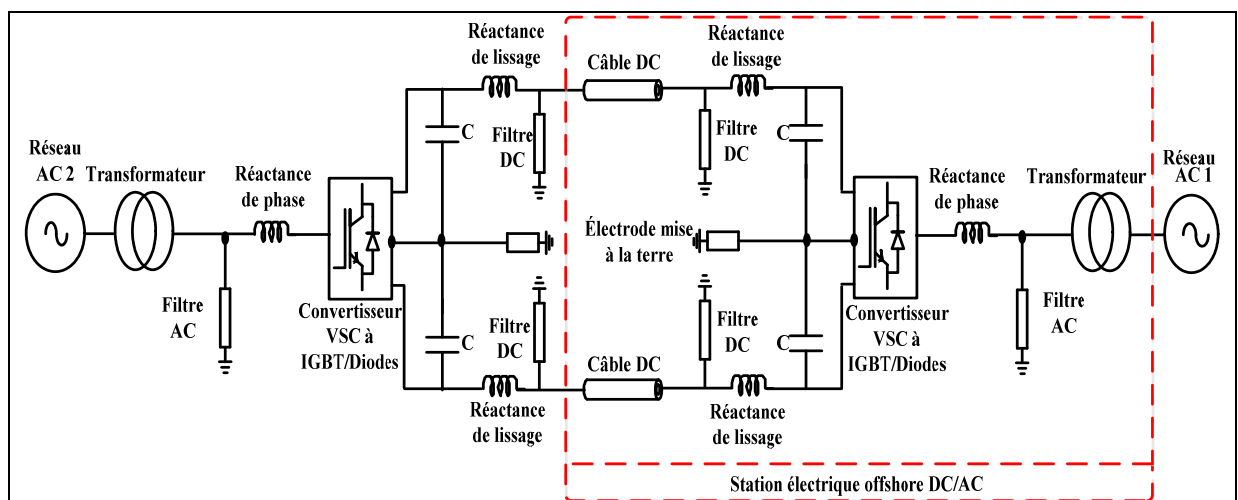 Réactance
de lissage
Câble DC
Réactance
de lissage
C
Filtre
DC
Filtre
DC
C
Réseau
AC 2
Transformateur
Réactance
de phase
Réactance
de phase
Transformateur
Réseau
AC 1
Électrode mise
à la terre
Filtre
AC
Convertisseur
VSC à
IGBT/Diodes
C
Filtre
DC
Filtre
DC
C
Convertisseur
VSC à
IGBT/Diodes
Filtre
AC
Câble DC
Réactance
de lissage
Réactance
de lissage
Station électrique offshore DC/AC